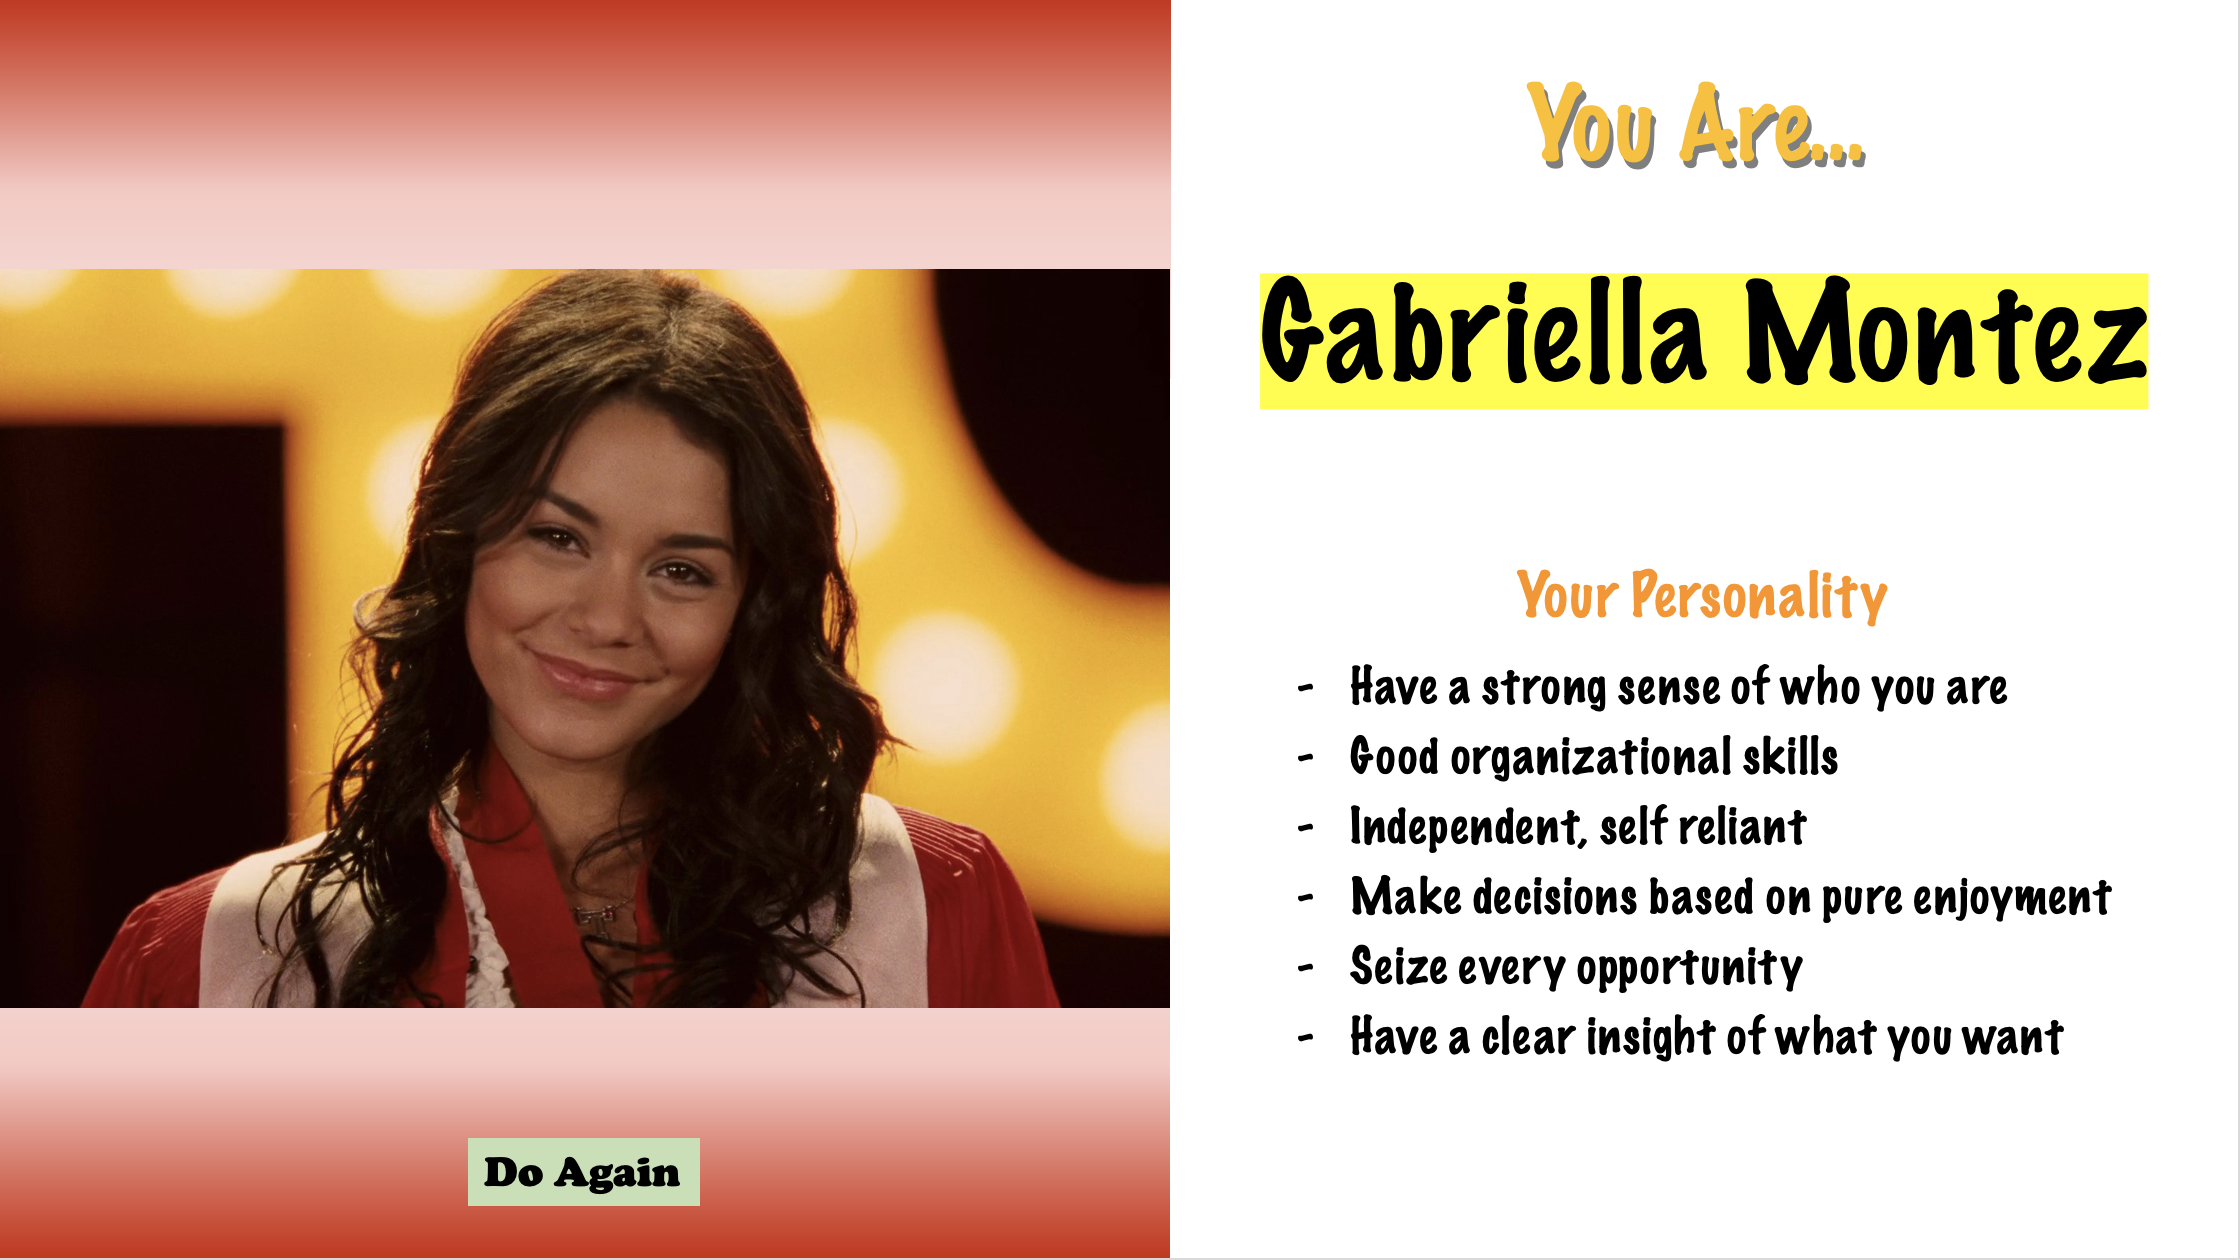 You Are...
Gabriella Montez
Your Personality
- Have a strong sense of who you are
- Good organizational skills
- Independent, self reliant
- Make decisions based on pure enjoyment
- Seize every opportunity
- Have a clear insight of what you want
Do Again